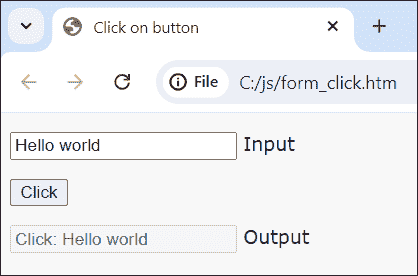 Click on button
File C:/js/form_click.htm
Hello world Input
Click
Click: Hello world Output